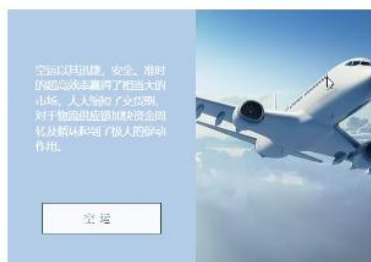 空运以其迅捷、安全、准时
的超高效率赢得了相当大的
市场，大大缩短了交货期，
对于物流供应链加快资金周
转及循环起到了极大的推动
作用。
空运